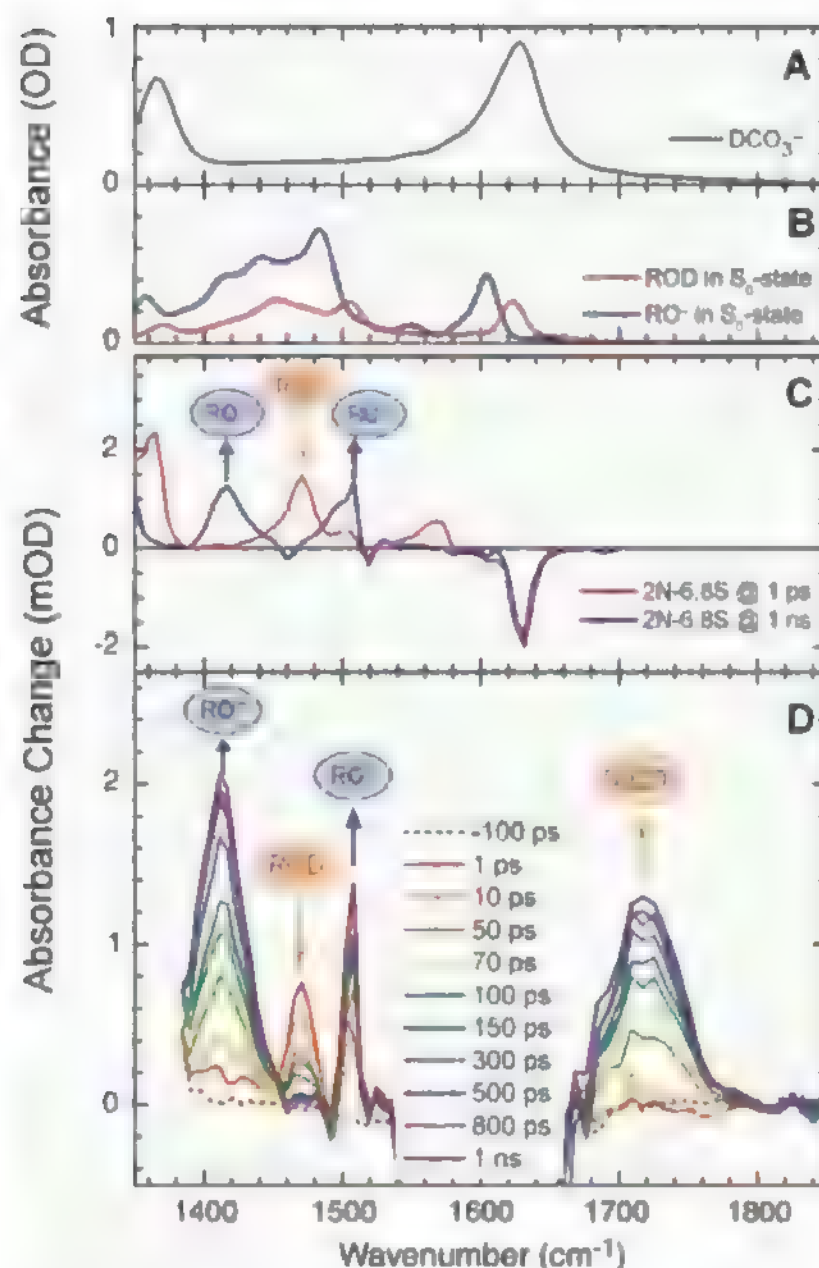 Absorbance (OD)
Absorbance Change (mOD)
1
0
A
DCO₃⁻
B
ROD in S₀-state
RO⁻ in S₀-state
0
C
RO
2
0
-2
2N-6.8S @ 1 ps
2N-6.8S @ 1 ns
D
RO⁻
RO
2
1
0
-100 ps
1 ps
10 ps
50 ps
70 ps
100 ps
150 ps
300 ps
500 ps
800 ps
1 ns
1400
1500
1600
1700
1800
Wavenumber (cm⁻¹)